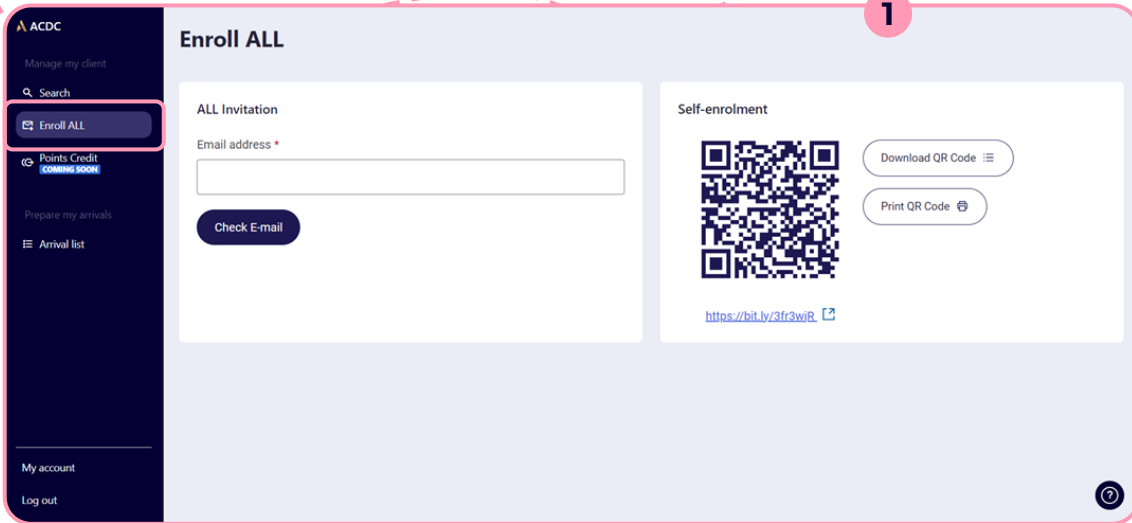 1
ACDC
Enroll ALL
Manage my client
Search
Enroll ALL
Points Credit
COMING SOON
Prepare my arrivals
Arrival list
My account
Log out
ALL Invitation
Email address *
Check E-mail
Self-enrolment
Download QR Code
Print QR Code
https://bit.ly/3fr3wjR
?